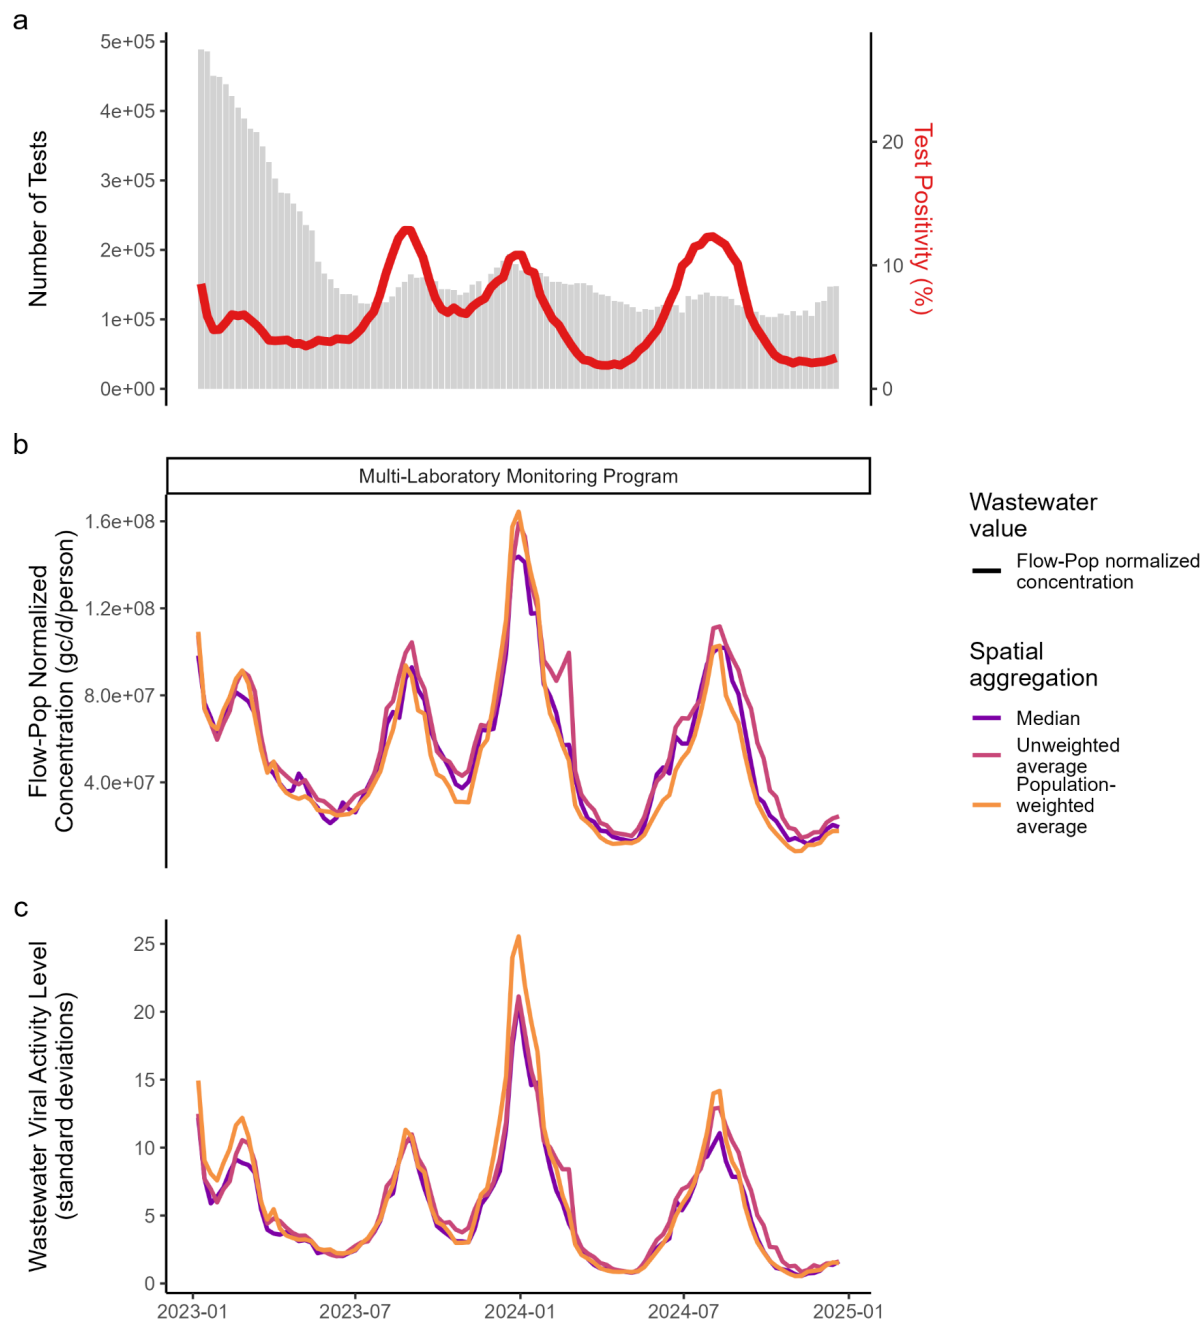 a
5e+05
4e+05
3e+05
2e+05
1e+05
0e+00
Number of Tests
20
10
0
Test Positivity (%)
b
Multi-Laboratory Monitoring Program
1.6e+08
1.2e+08
8.0e+07
4.0e+07
Flow-Pop Normalized
Concentration (gc/d/person)
Wastewater
value
Flow-Pop normalized
concentration
Spatial
aggregation
Median
Unweighted
average
Population-
weighted
average
c
25
20
15
10
5
0
Wastewater Viral Activity Level
(standard deviations)
2023-01
2023-07
2024-01
2024-07
2025-01